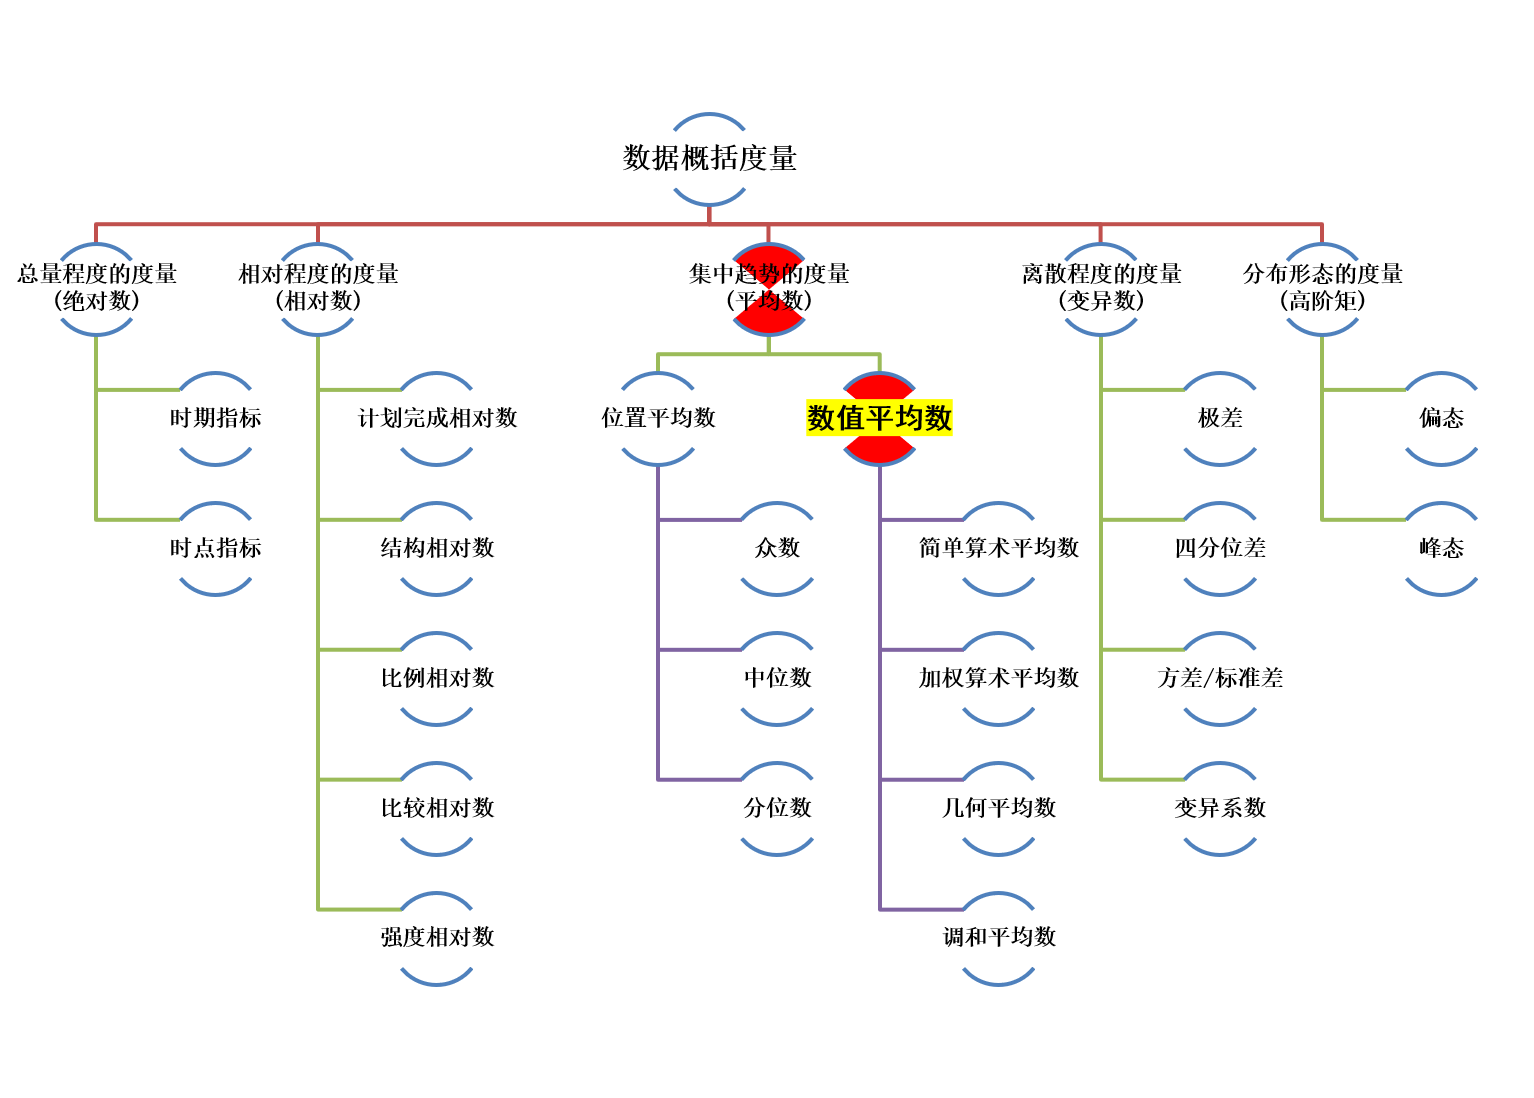 数据概括度量
总量程度的度量
(绝对数)
相对程度的度量
(相对数)
集中趋势的度量
(平均数)
离散程度的度量
(变异数)
分布形态的度量
(高阶矩)
时期指标
计划完成相对数
位置平均数
数值平均数
极差
偏态
时点指标
结构相对数
众数
简单算术平均数
四分位差
峰态
比例相对数
中位数
加权算术平均数
方差/标准差
比较相对数
分位数
几何平均数
变异系数
强度相对数
调和平均数